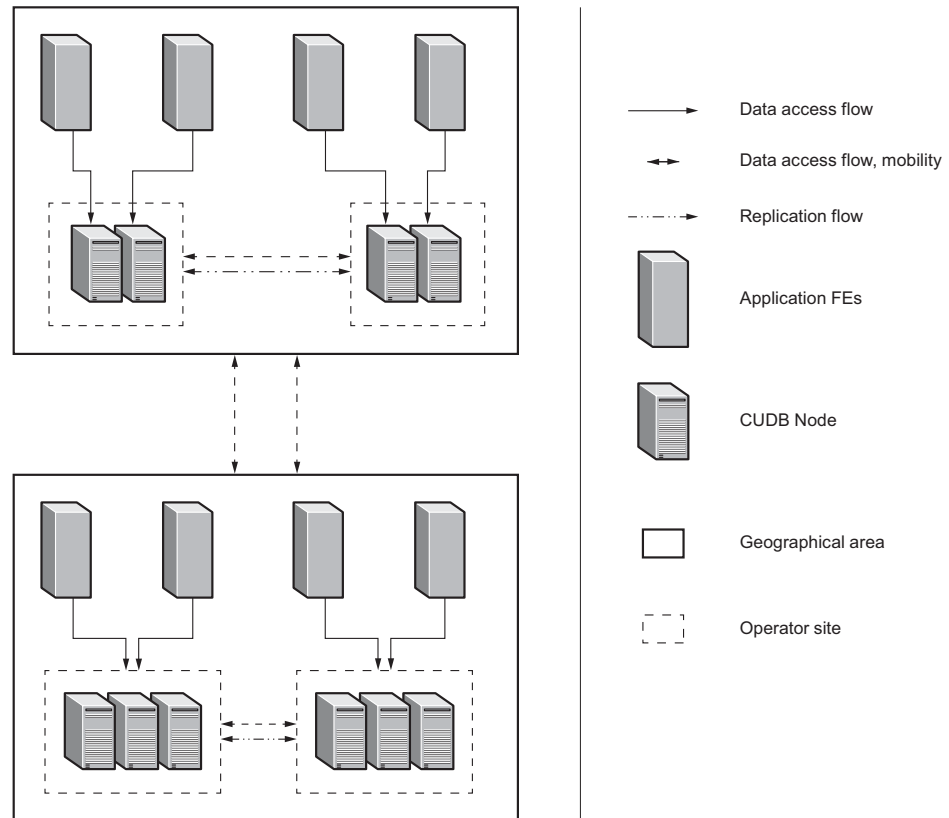 Data access flow
Data access flow, mobility
Replication flow
Application FEs
CUDB Node
Geographical area
Operator site